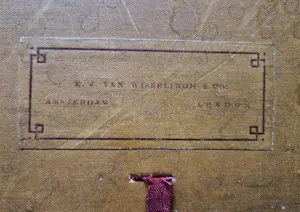 E. J. VAN WISSELINGH & Co.
AMSTERDAM LONDON